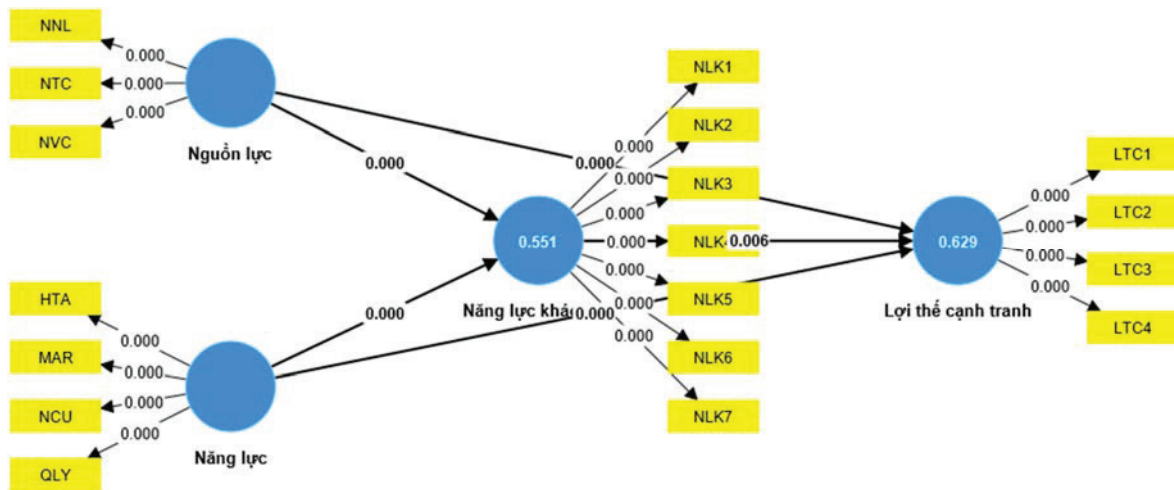 NNL
0.000
NTC
0.000
NVC
0.000
Nguồn lực
0.000
0.000
HTA
0.000
MAR
0.000
NCU
0.000
QLY
0.000
Năng lực
0.000
0.000
0.551
Năng lực khá
NLK1
0.000
NLK2
0.000
NLK3
0.000
NLK4
0.000
0.006
NLK5
0.000
NLK6
0.000
NLK7
0.000
0.629
Lợi thế cạnh tranh
LTC1
0.000
LTC2
0.000
LTC3
0.000
LTC4
0.000